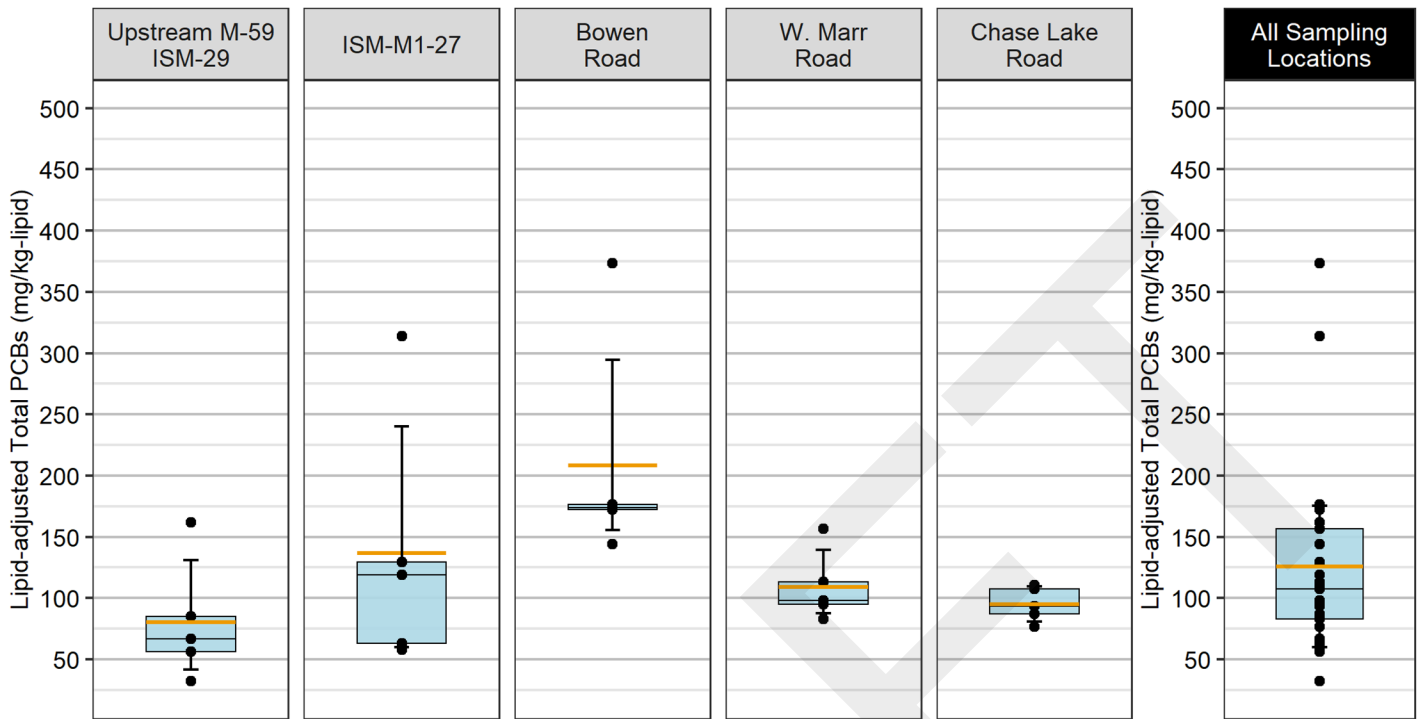 Upstream M-59
ISM-29
ISM-M1-27
Bowen
Road
W. Marr
Road
Chase Lake
Road
All Sampling
Locations
Lipid-adjusted Total PCBs (mg/kg-lipid)
500
450
400
350
300
250
200
150
100
50
Lipid-adjusted Total PCBs (mg/kg-lipid)
500
450
400
350
300
250
200
150
100
50